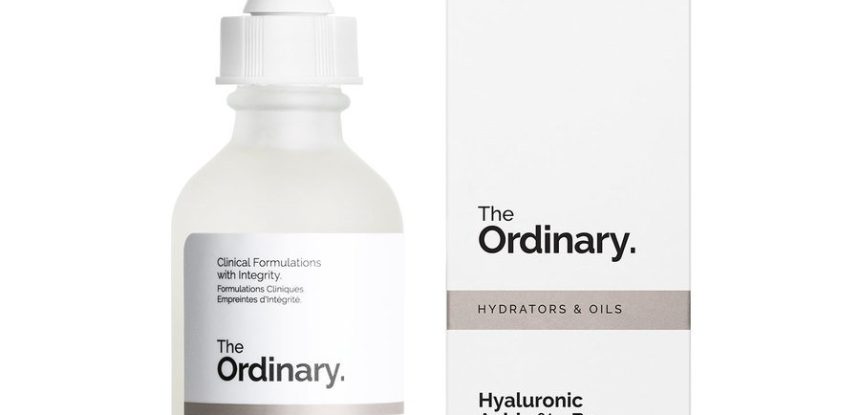 Clinical Formulations
with Integrity.
Formulations Cliniques
Empreintes d'Intégrité.
The
Ordinary.
The
Ordinary.
HYDRATORS & OILS
Hyaluronic